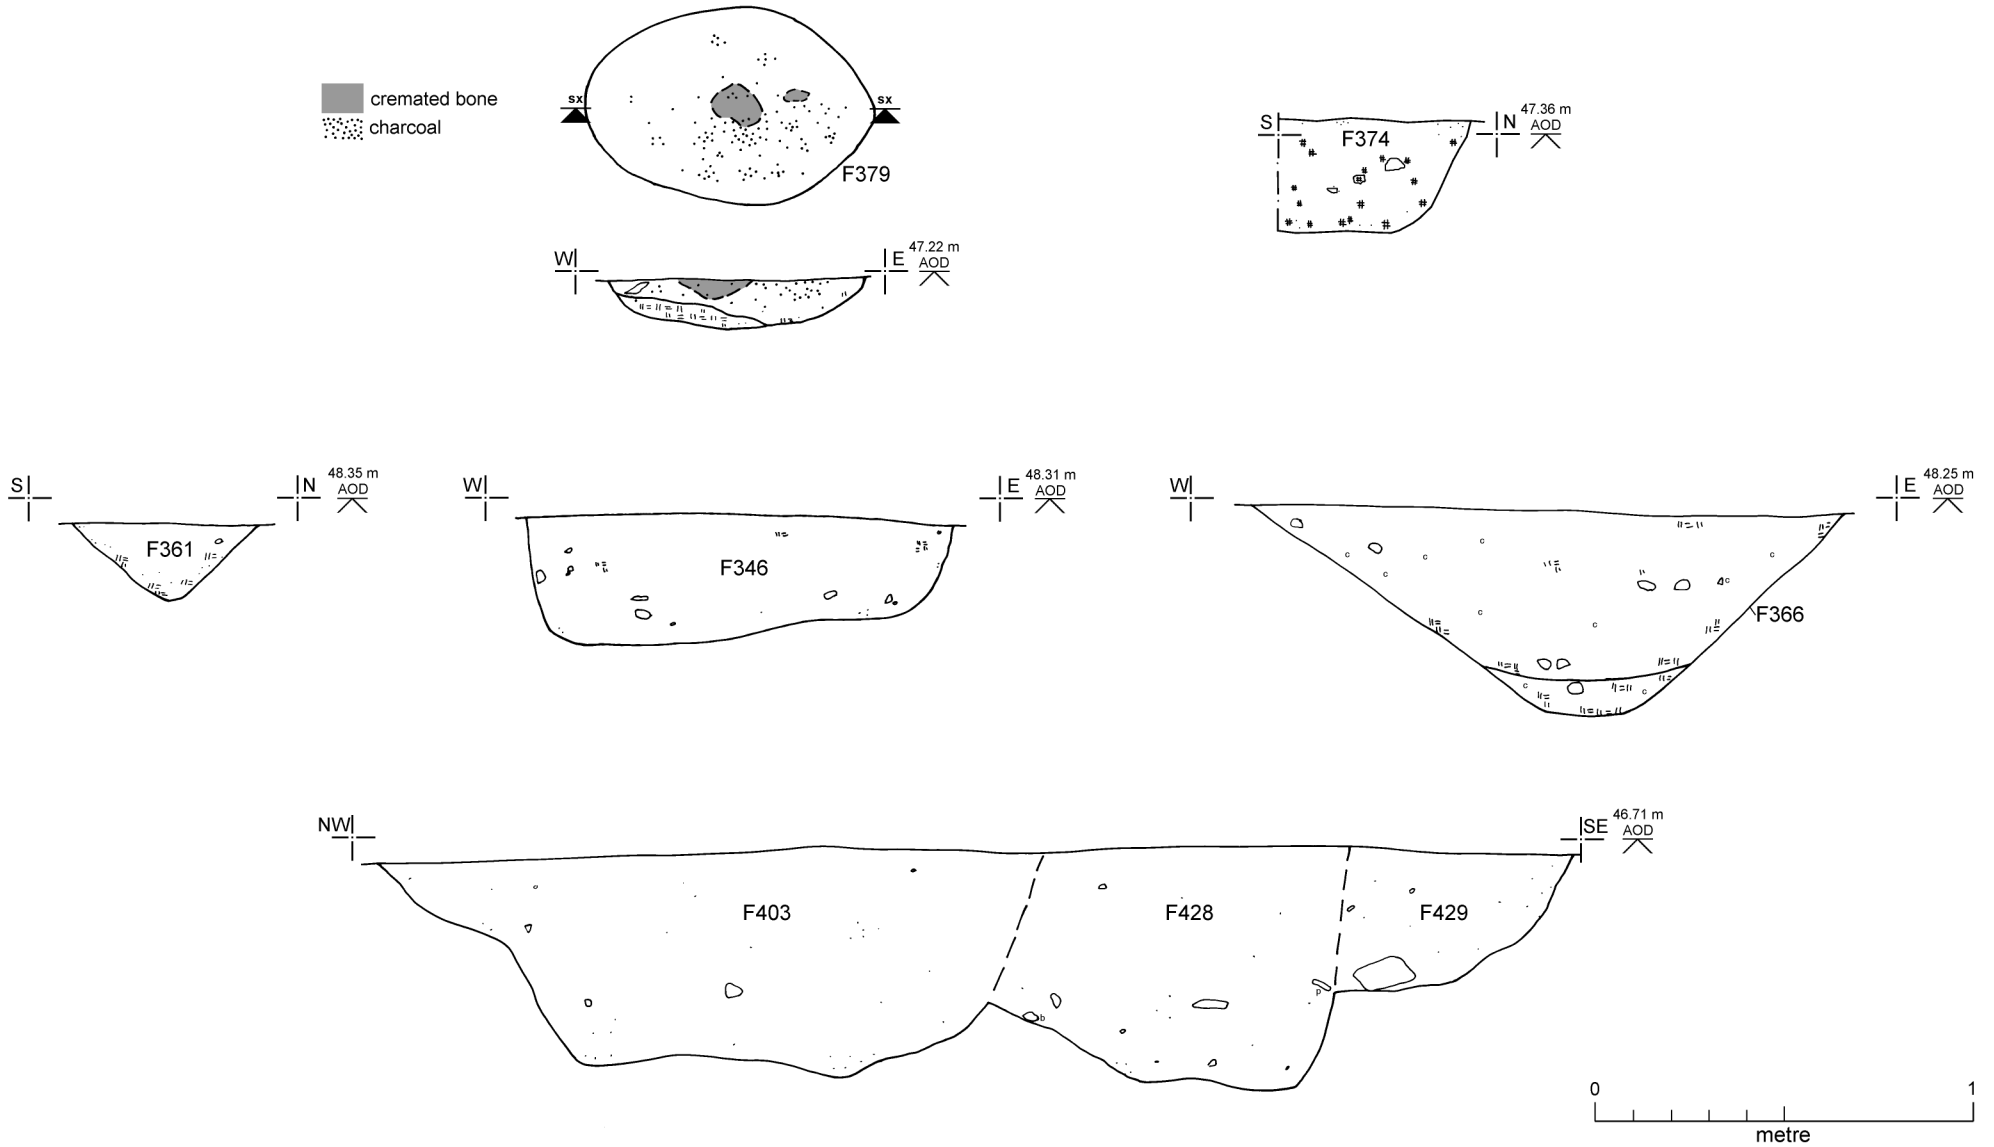 sx
sx
cremated bone
charcoal
F379
W
E
47.22 m
AOD
S
N
47.36 m
AOD
F374
S
N
48.35 m
AOD
F361
W
E
48.31 m
AOD
F346
W
E
48.25 m
AOD
c
c
c
c
c
c
c
c
c
c
F366
NW
SE
46.71 m
AOD
F403
F428
F429
p
b
0
1
metre